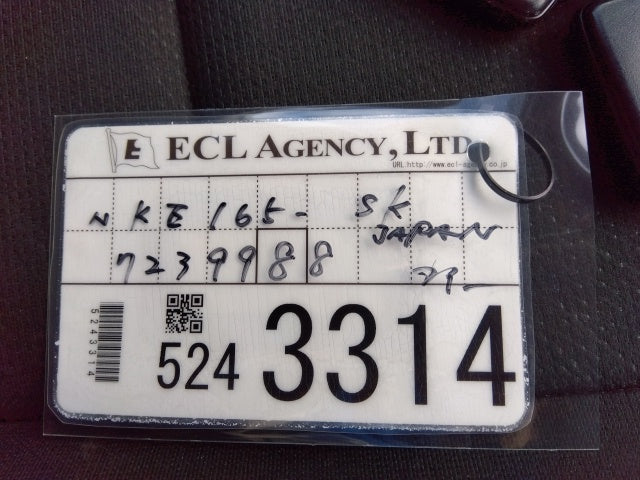 E ECL AGENCY, LTD.
URL:http://www.ecl-agency.co.jp
NKE165- SK
JAPAN
7239988
5243314
524 3314